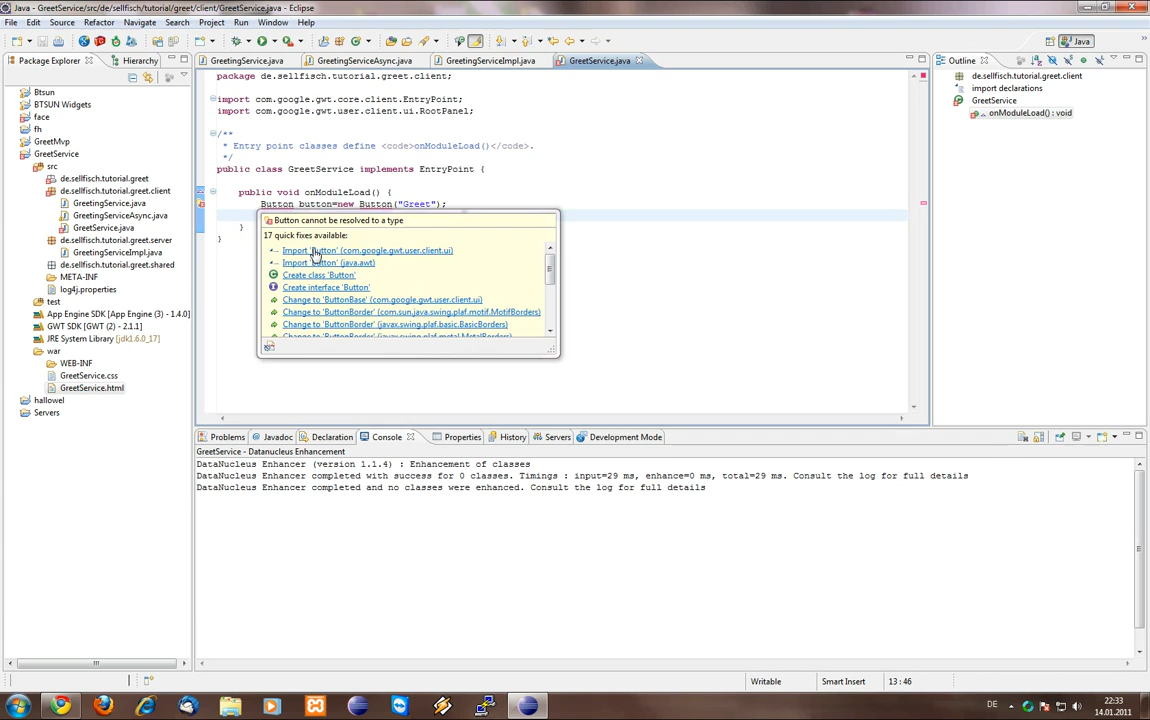 Java - GreetService/src/de/sellfisch/tutorial/greet/client/GreetService.java - Eclipse
File Edit Source Refactor Navigate Search Project Run Window Help
Java
Package Explorer Hierarchy
GreetingService.java GreetingServiceAsync.java GreetingServiceImpl.java GreetService.java
Outline
Btsun
BTSUN Widgets
face
fh
GreetMvp
GreetService
src
de.sellfisch.tutorial.greet
de.sellfisch.tutorial.greet.client
GreetingService.java
GreetingServiceAsync.java
GreetService.java
de.sellfisch.tutorial.greet.server
GreetingServiceImpl.java
de.sellfisch.tutorial.greet.shared
META-INF
log4j.properties
test
App Engine SDK [App Engine (3) - 1.4.0]
GWT SDK [GWT (2) - 2.1.1]
JRE System Library [jdk1.6.0_17]
war
WEB-INF
GreetService.css
GreetService.html
hallowel
Servers
package de.sellfisch.tutorial.greet.client;
import com.google.gwt.core.client.EntryPoint;
import com.google.gwt.user.client.ui.RootPanel;
/**
* Entry point classes define <code>onModuleLoad()</code>.
*/
public class GreetService implements EntryPoint {
public void onModuleLoad() {
Button button=new Button("Greet");
}
}
Button cannot be resolved to a type
17 quick fixes available:
Import 'Button' (com.google.gwt.user.client.ui)
Import 'Button' (java.awt)
Create class 'Button'
Create interface 'Button'
Change to 'ButtonBase' (com.google.gwt.user.client.ui)
Change to 'ButtonBorder' (com.sun.java.swing.plaf.motif.MotifBorders)
Change to 'ButtonBorder' (javax.swing.plaf.basic.BasicBorders)
Change to 'ButtonBorder' (javax.swing.plaf.metal.MetalBorders)
de.sellfisch.tutorial.greet.client
import declarations
GreetService
onModuleLoad() : void
Problems Javadoc Declaration Console Properties History Servers Development Mode
GreetService - Datanucleus Enhancement
DataNucleus Enhancer (version 1.1.4) : Enhancement of classes
DataNucleus Enhancer completed with success for 0 classes. Timings : input=29 ms, enhance=0 ms, total=29 ms. Consult the log for full details
DataNucleus Enhancer completed and no classes were enhanced. Consult the log for full details
Writable Smart Insert 13 : 46
DE
22:33
14.01.2011